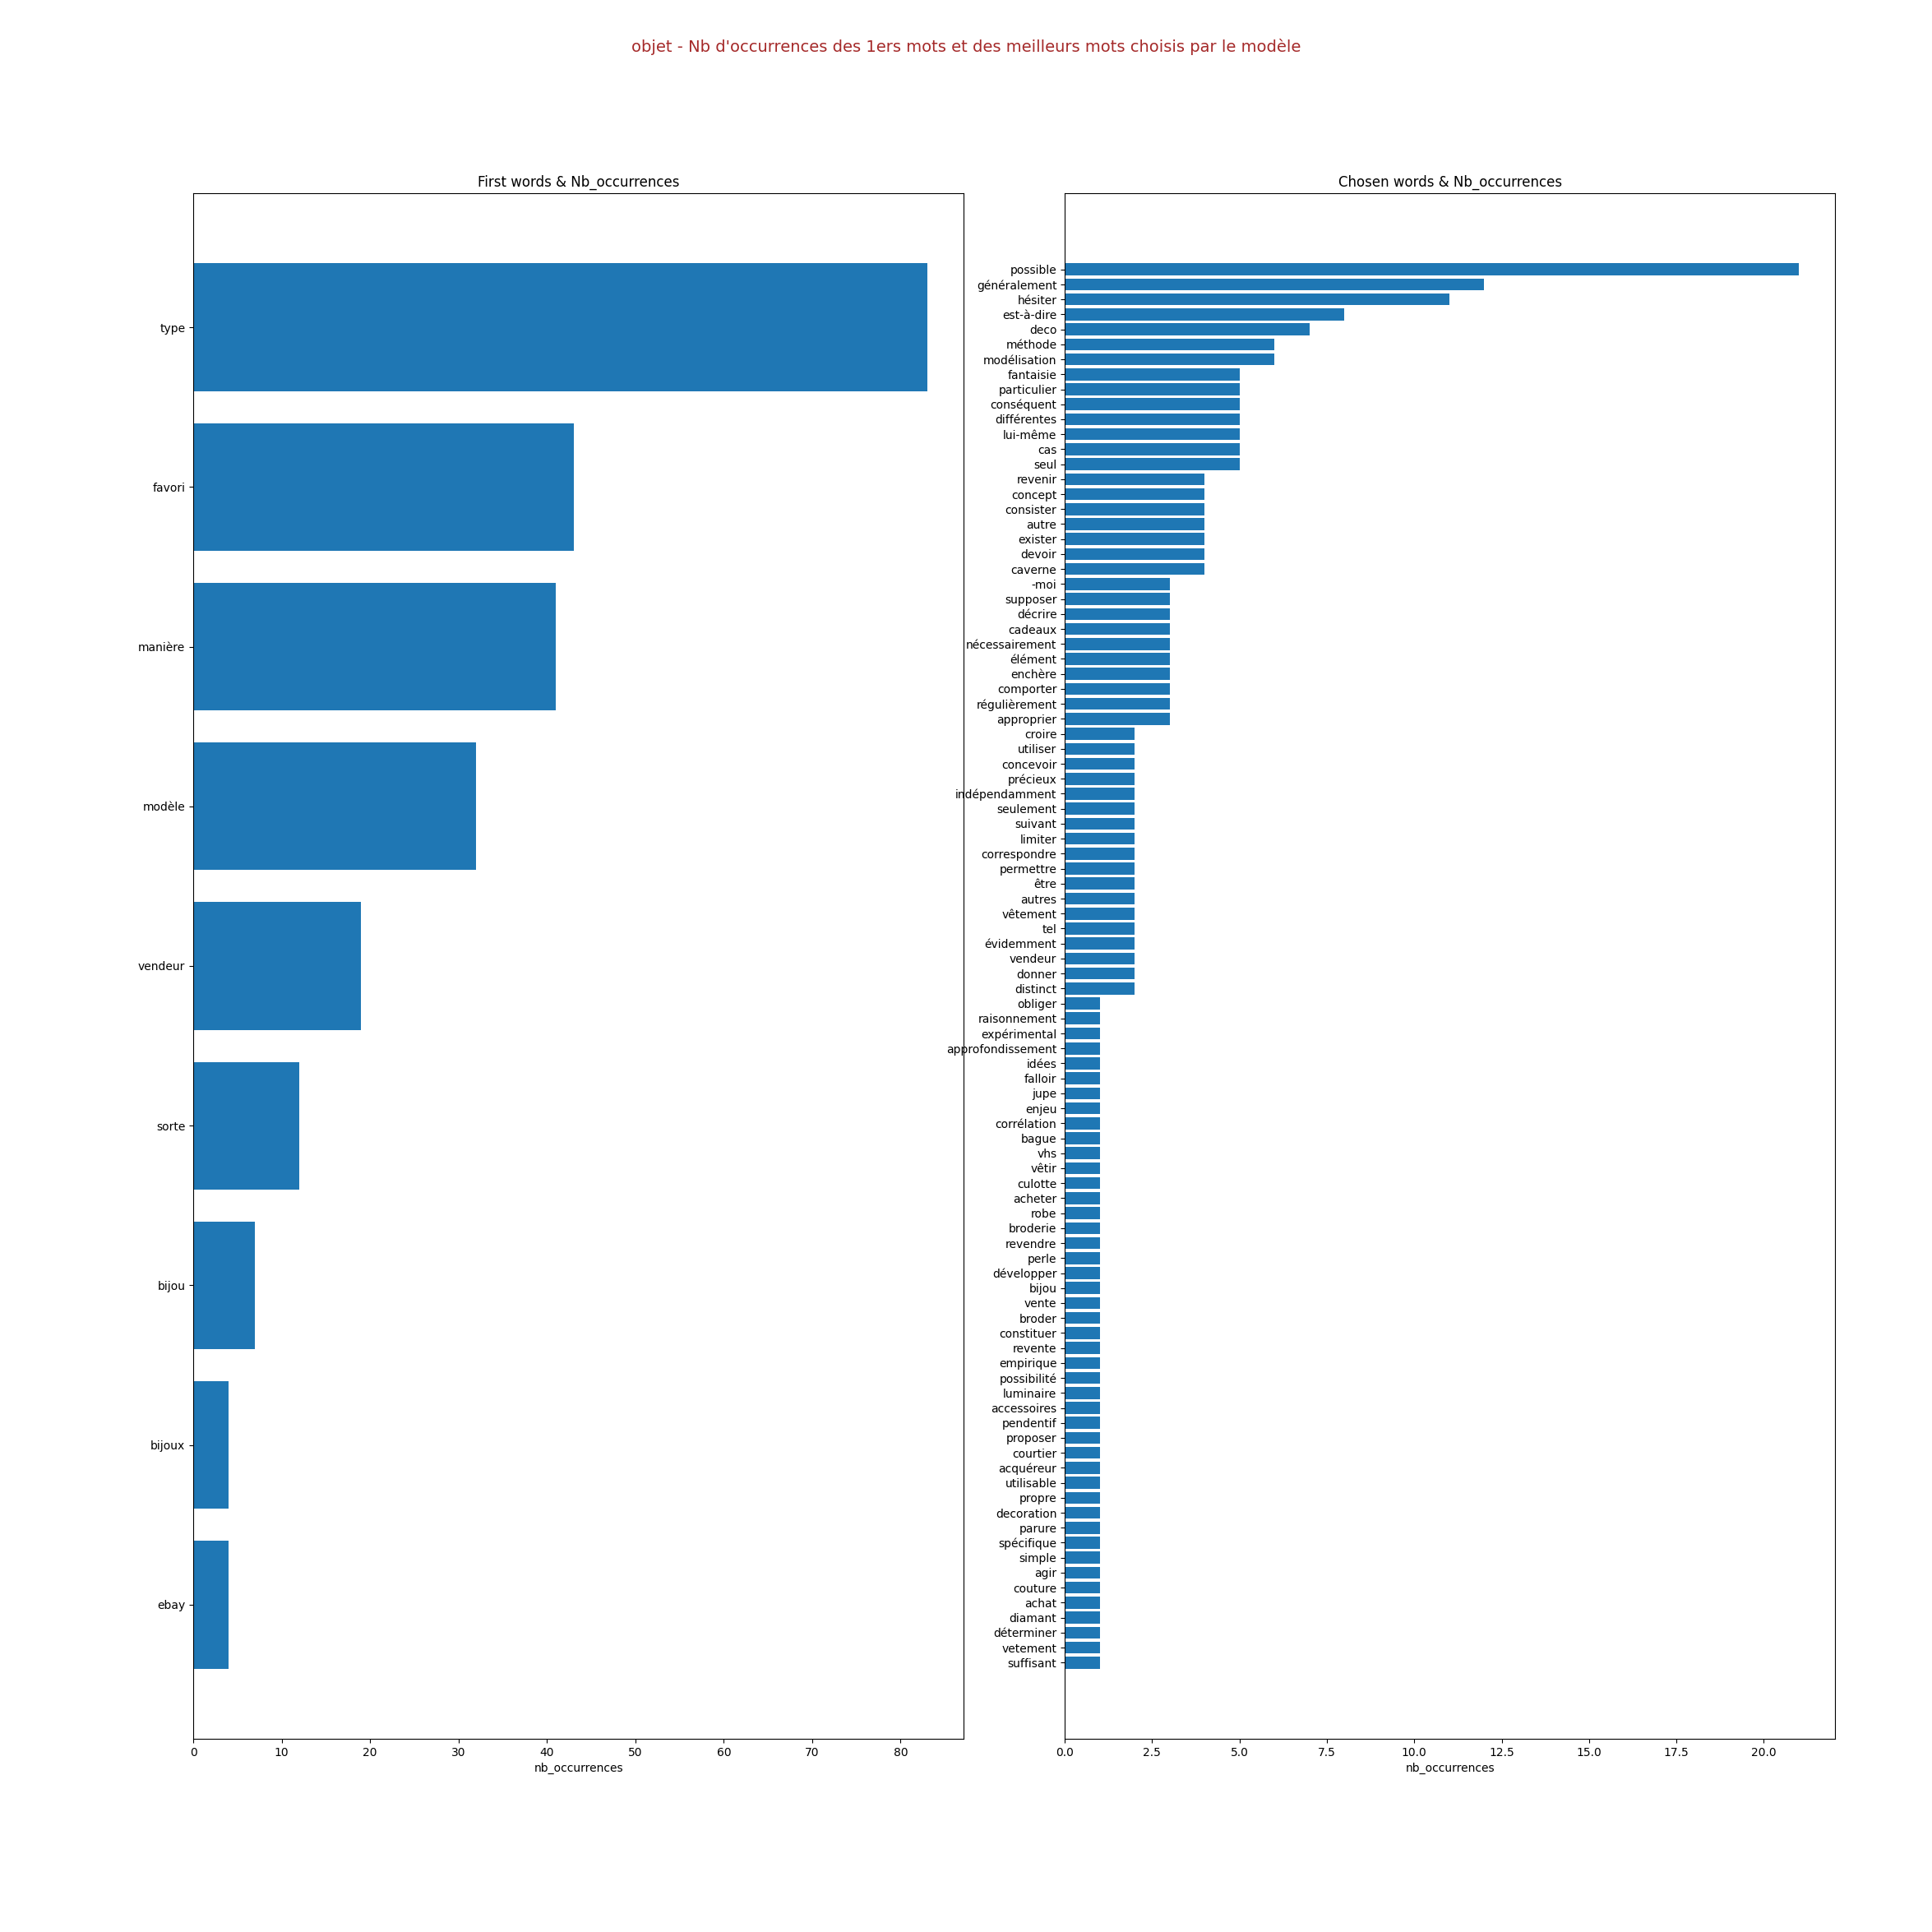 objet - Nb d'occurrences des 1ers mots et des meilleurs mots choisis par le modèle
First words & Nb_occurrences
type
favori
manière
modèle
vendeur
sorte
bijou
bijoux
ebay
0 10 20 30 40 50 60 70 80
nb_occurrences
Chosen words & Nb_occurrences
possible
généralement
hésiter
est-à-dire
deco
méthode
modélisation
fantaisie
particulier
conséquent
différentes
lui-même
cas
seul
revenir
concept
consister
autre
exister
devoir
caverne
-moi
supposer
décrire
cadeaux
nécessairement
élément
enchère
comporter
régulièrement
approprier
croire
utiliser
concevoir
précieux
indépendamment
seulement
suivant
limiter
correspondre
permettre
être
autres
vêtement
tel
évidemment
vendeur
donner
distinct
obliger
raisonnement
expérimental
approfondissement
idées
falloir
jupe
enjeu
corrélation
bague
vhs
vêtir
culotte
acheter
robe
broderie
revendre
perle
développer
bijou
vente
broder
constituer
revente
empirique
possibilité
luminaire
accessoires
pendentif
proposer
courtier
acquéreur
utilisable
propre
decoration
parure
spécifique
simple
agir
couture
achat
diamant
déterminer
vetement
suffisant
0.0 2.5 5.0 7.5 10.0 12.5 15.0 17.5 20.0
nb_occurrences